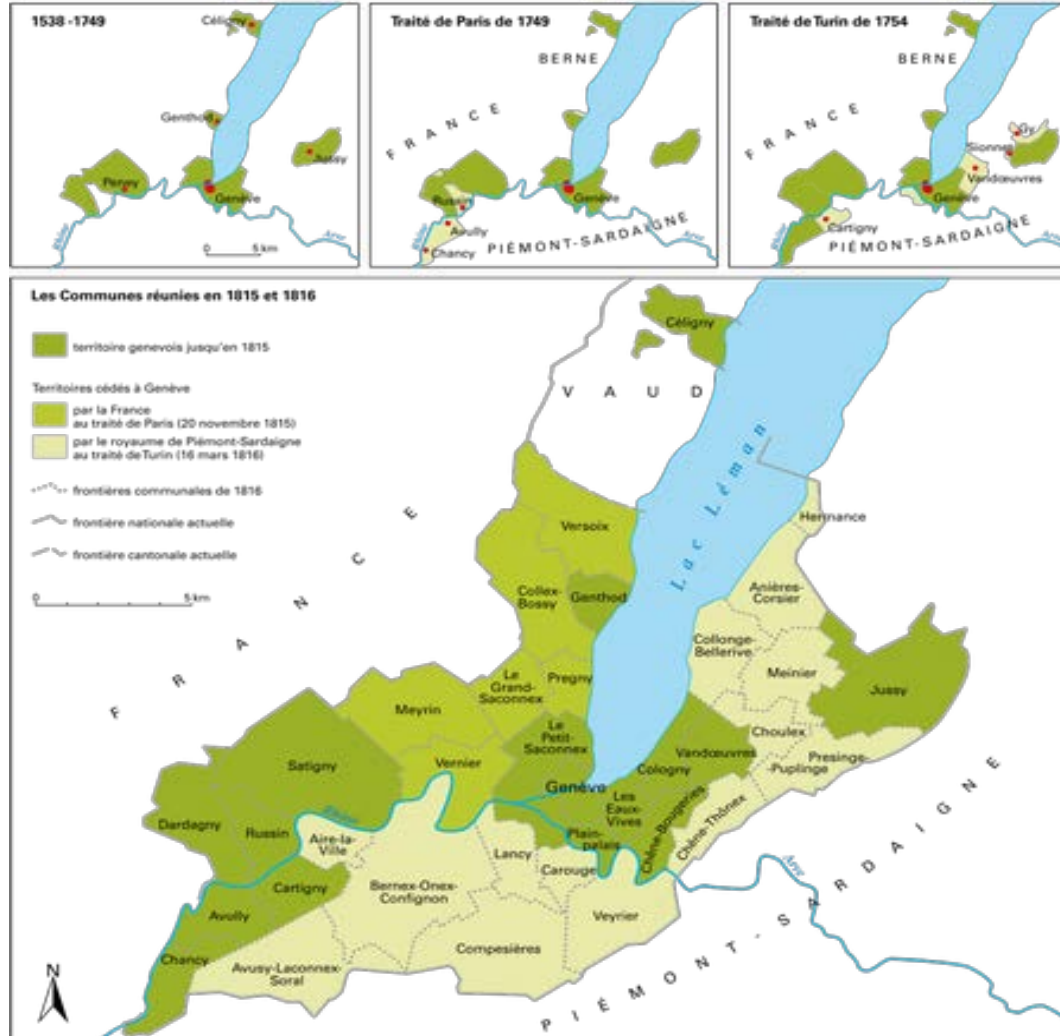 1538 -1749
Céligny
Genthod
Jussy
Peney
Genève
Rhône
Arve
0 5 km
Traité de Paris de 1749
BERNE
FRANCE
Russin
Avully
Chancy
Genève
PIÉMONT-SARDAIGNE
Rhône
Arve
Traité de Turin de 1754
BERNE
FRANCE
Gy
Sionnet
Vandœuvres
Genève
Cartigny
PIÉMONT-SARDAIGNE
Rhône
Arve
Les Communes réunies en 1815 et 1816
territoire genevois jusqu'en 1815
Territoires cédés à Genève
par la France
au traité de Paris (20 novembre 1815)
par le royaume de Piémont-Sardaigne
au traité de Turin (16 mars 1816)
frontières communales de 1816
frontière nationale actuelle
frontière cantonale actuelle
0 5 km
Céligny
VAUD
Lac Léman
FRANCE
Hermance
Versoix
Anières-
Corsier
Collex-
Bossy
Genthod
Collonge-
Bellerive
Meinier
Jussy
Le
Grand-
Saconnex
Pregny
Meyrin
Le
Petit-
Saconnex
Vandœuvres
Choulex
Presinge-
Puplinge
Cologny
Satigny
Vernier
Genève
Les
Eaux-
Vives
Chêne-Bougeries
Chêne-Thônex
Plain-
palais
Rhône
Dardagny
Russin
Aire-la-
Ville
Lancy
Carouge
Arve
Cartigny
Bernex-Onex-
Confignon
Veyrier
Avully
Compesières
Chancy
Avusy-Laconnex-
Soral
N
PIÉMONT-SARDAIGNE